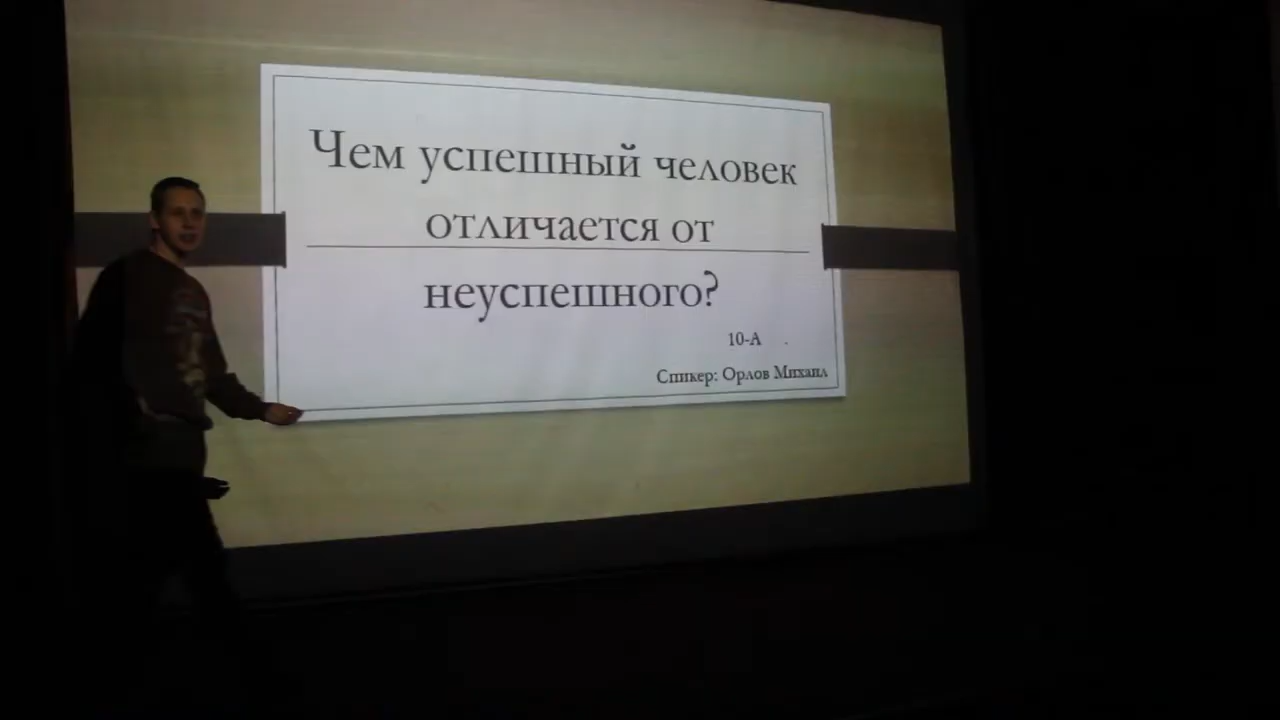 Чем успешный человек
отличается от
неуспешного?
10-А
Спикер: Орлов Михаил